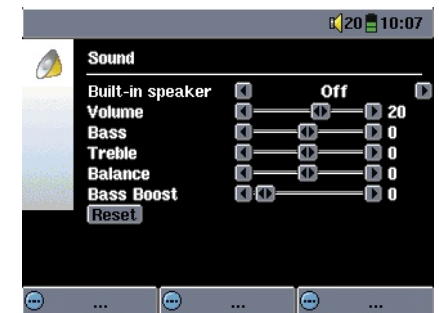 20 10:07
Sound
Built-in speaker Off
Volume 20
Bass 0
Treble 0
Balance 0
Bass Boost 0
Reset
... ... ...